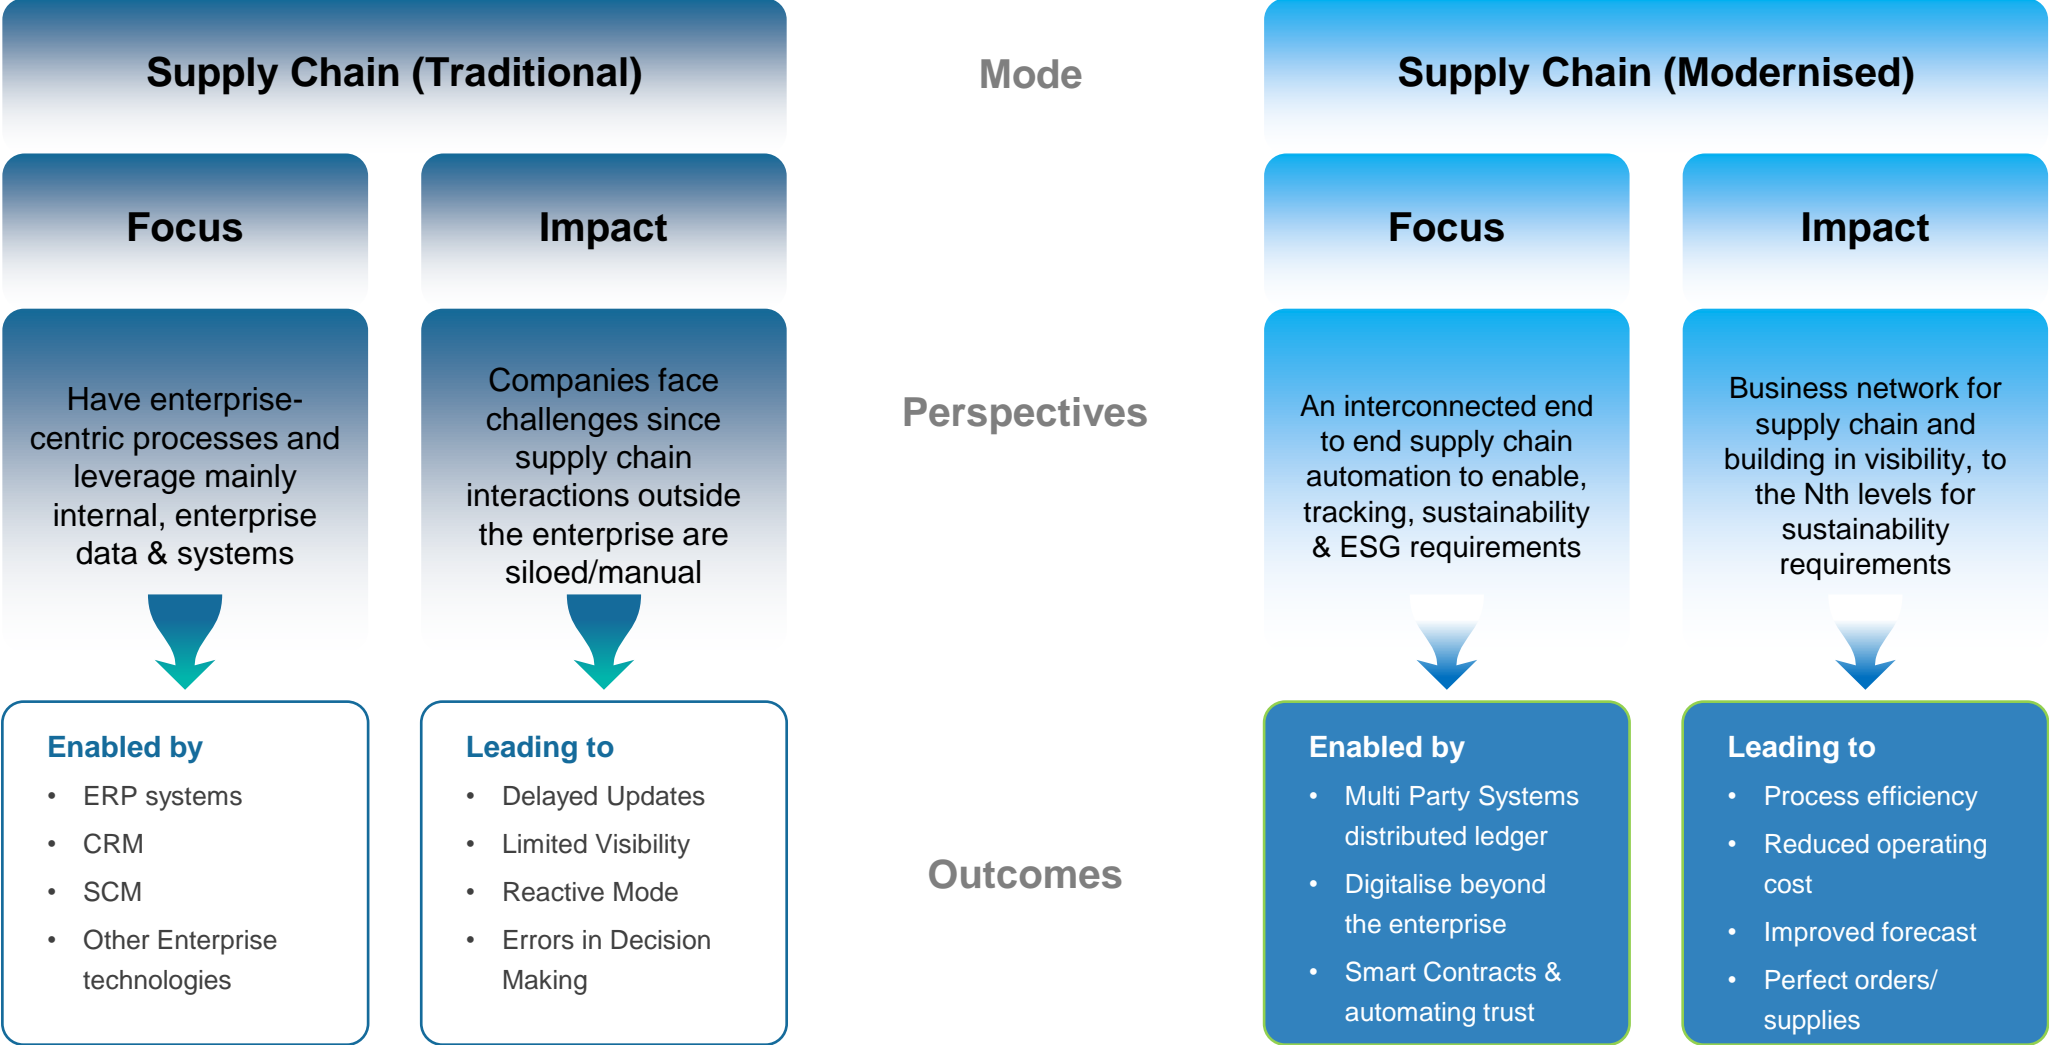 Supply Chain (Traditional)
Mode
Supply Chain (Modernised)
Focus
Impact
Focus
Impact
Have enterprise-
centric processes and
leverage mainly
internal, enterprise
data & systems
Companies face
challenges since
supply chain
interactions outside
the enterprise are
siloed/manual
Perspectives
An interconnected end
to end supply chain
automation to enable,
tracking, sustainability
& ESG requirements
Business network for
supply chain and
building in visibility, to
the Nth levels for
sustainability
requirements
Enabled by
• ERP systems
• CRM
• SCM
• Other Enterprise
technologies
Leading to
• Delayed Updates
• Limited Visibility
• Reactive Mode
• Errors in Decision
Making
Outcomes
Enabled by
• Multi Party Systems
distributed ledger
• Digitalise beyond
the enterprise
• Smart Contracts &
automating trust
Leading to
• Process efficiency
• Reduced operating
cost
• Improved forecast
• Perfect orders/
supplies